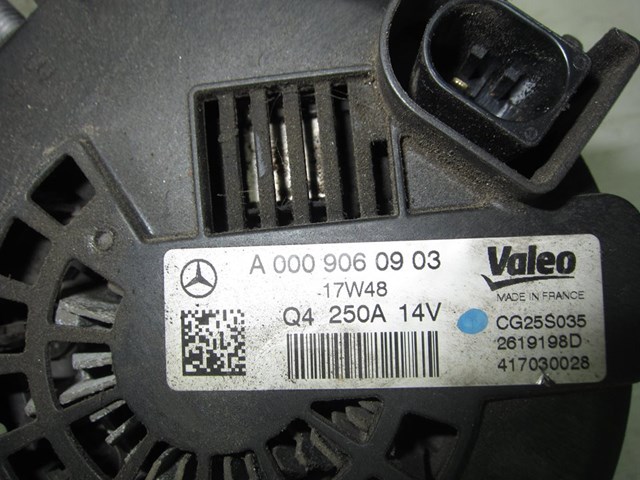 A 000 906 09 03
17W48
Q4 250A 14V
Valeo
MADE IN FRANCE
CG25S035
2619198D
417030028